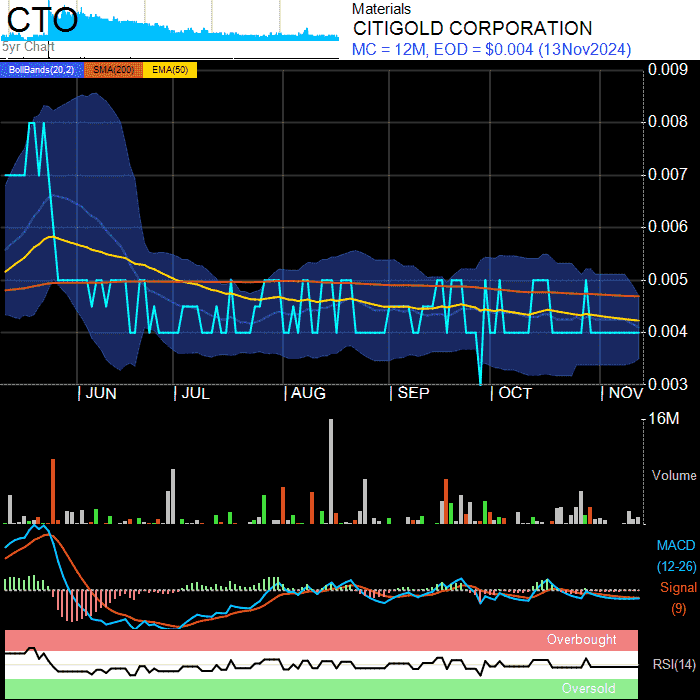 CTO
5yr Chart
Materials
CITIGOLD CORPORATION
MC = 12M, EOD = $0.004 (13Nov2024)
BollBands(20,2) SMA(200) EMA(50)
0.009
0.008
0.007
0.006
0.005
0.004
0.003
| JUN | JUL | AUG | SEP | OCT | NOV
16M
Volume
MACD
(12-26)
Signal
(9)
Overbought
RSI(14)
Oversold